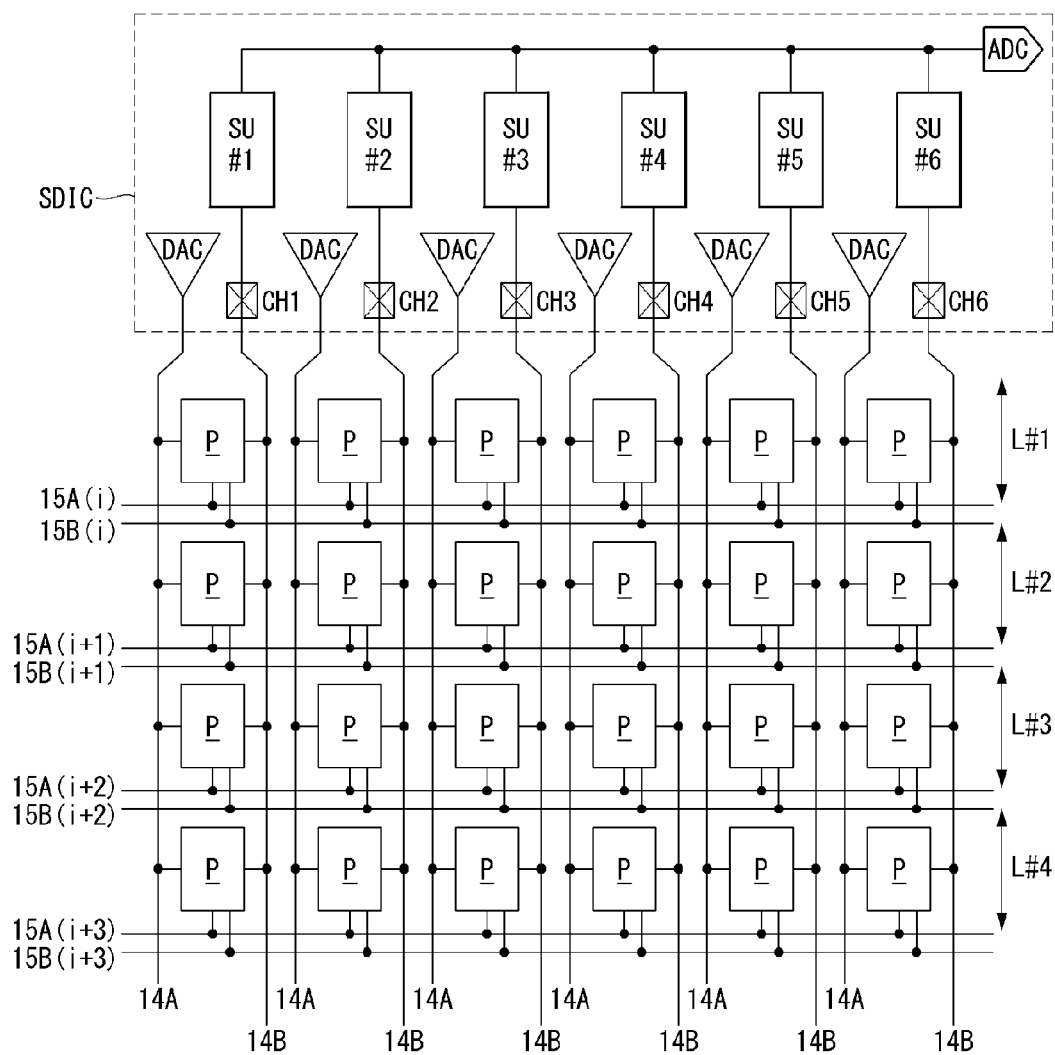 ADC
SU #1
SU #2
SU #3
SU #4
SU #5
SU #6
SDIC
DAC
DAC
DAC
DAC
DAC
DAC
CH1
CH2
CH3
CH4
CH5
CH6
P
P
P
P
P
P
L#1
15A(i)
15B(i)
P
P
P
P
P
P
L#2
15A(i+1)
15B(i+1)
P
P
P
P
P
P
L#3
15A(i+2)
15B(i+2)
P
P
P
P
P
P
L#4
15A(i+3)
15B(i+3)
14A
14A
14A
14A
14A
14A
14B
14B
14B
14B
14B
14B